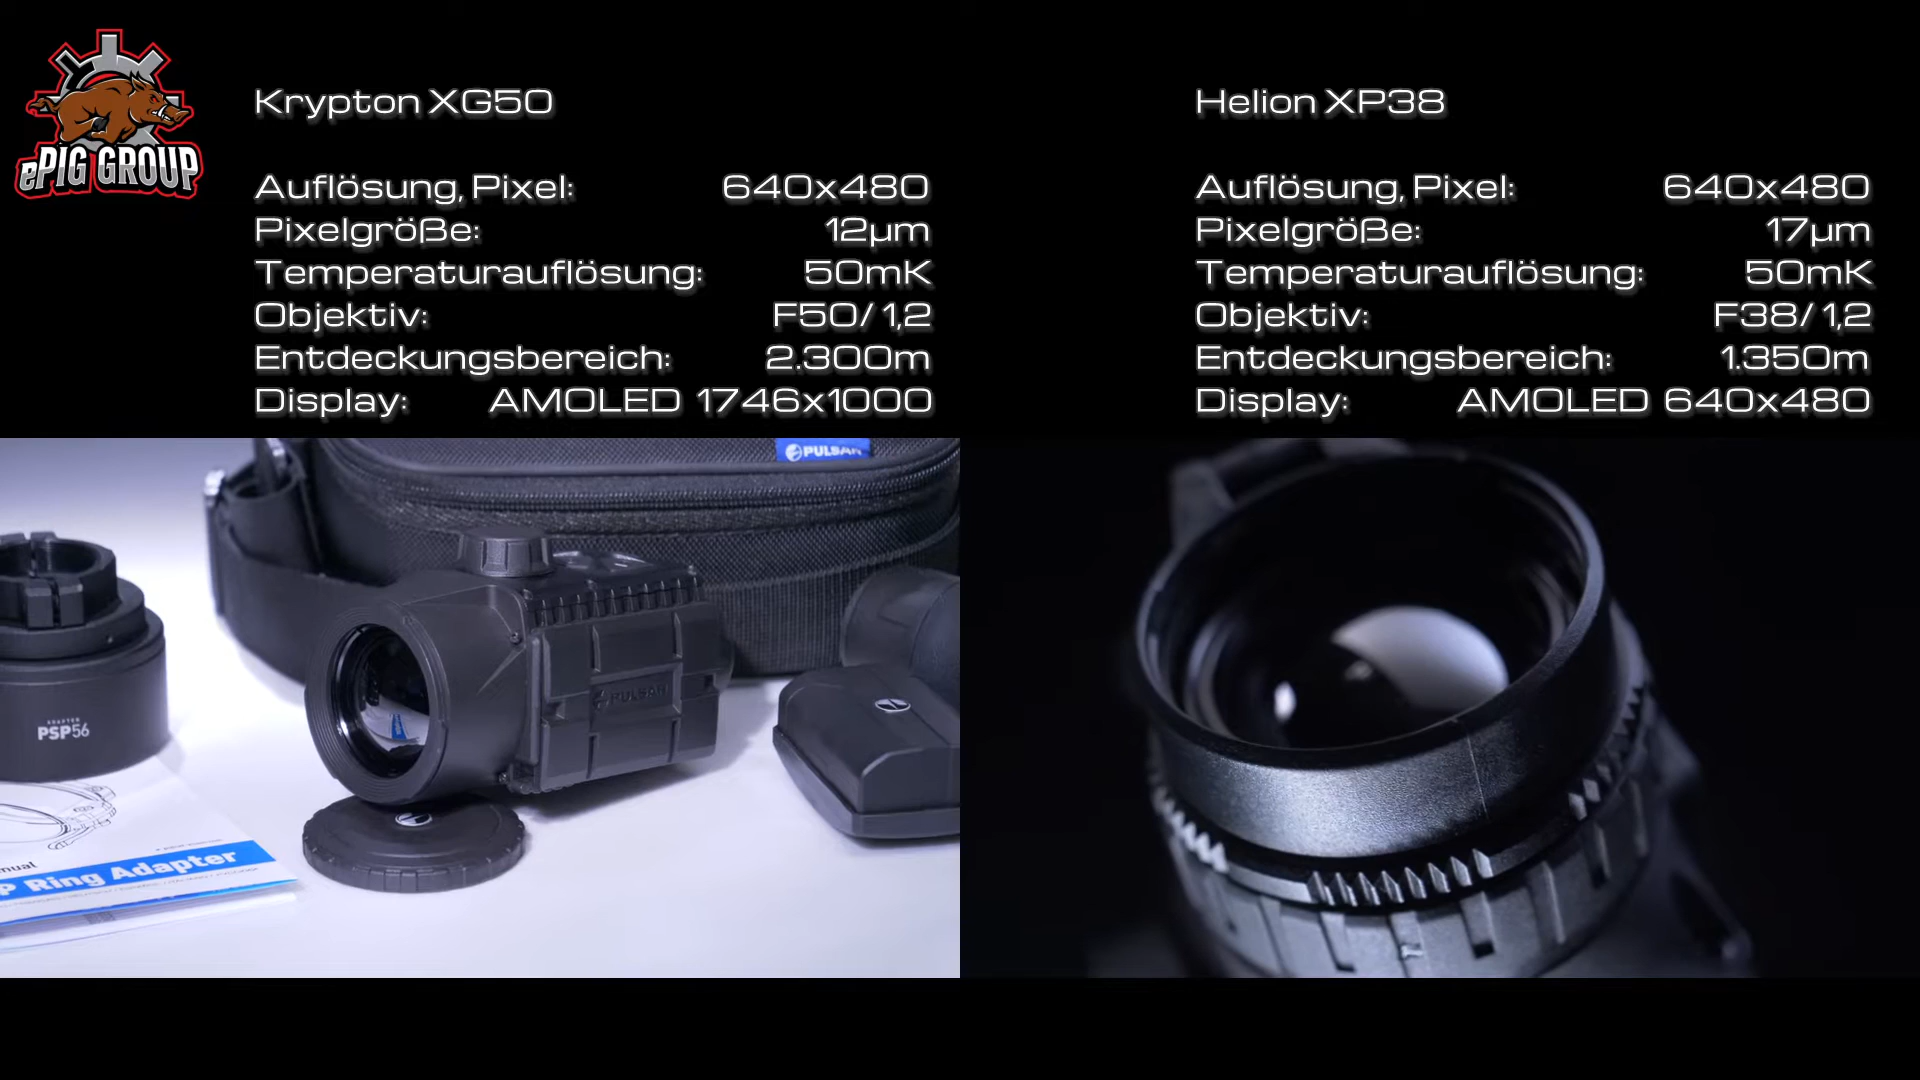 ePIG GROUP
Krypton XG50
Auflösung, Pixel: 640x480
Pixelgröße: 12µm
Temperaturauflösung: 50mK
Objektiv: F50/ 1,2
Entdeckungsbereich: 2.300m
Display: AMOLED 1746x1000
Helion XP38
Auflösung, Pixel: 640x480
Pixelgröße: 17µm
Temperaturauflösung: 50mK
Objektiv: F38/ 1,2
Entdeckungsbereich: 1.350m
Display: AMOLED 640x480
PULSAR
PULSAR
ADAPTER
PSP56
P Ring Adapter